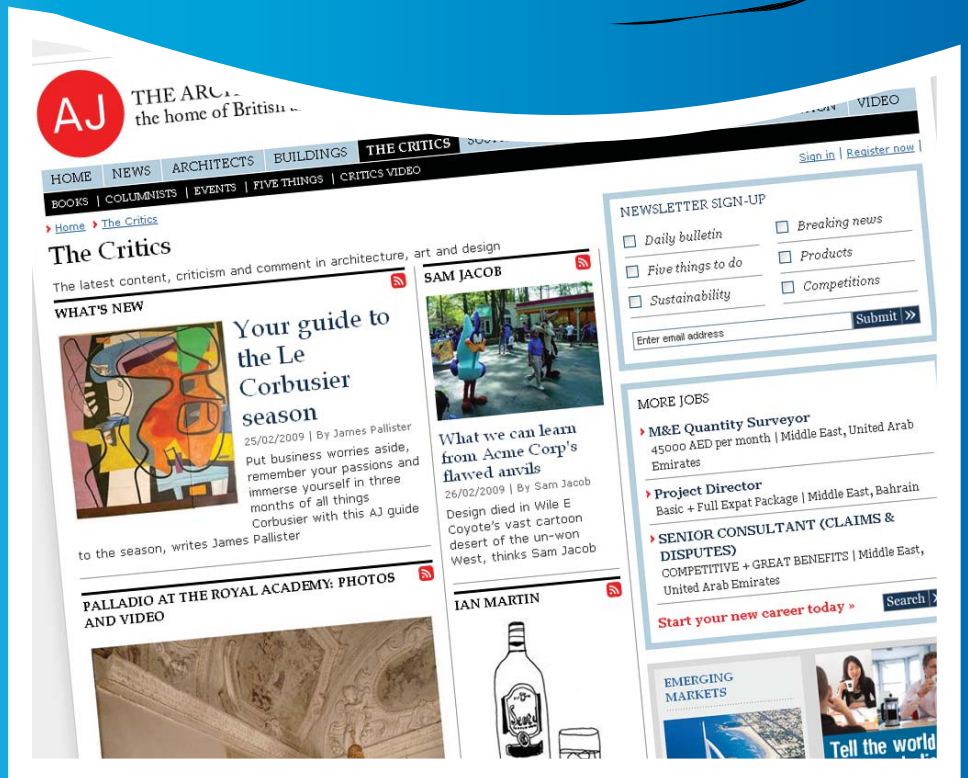 AJ
THE
the home of British
HOME NEWS ARCHITECTS BUILDINGS THE CRITICS VIDEO
BOOKS | COLUMNISTS | EVENTS | FIVE THINGS | CRITICS VIDEO
Sign in | Register now |
Home The Critics
The Critics
The latest content, criticism and comment in architecture, art and design
WHAT'S NEW
Your guide to
the Le
Corbusier
season
25/02/2009 | By James Pallister
Put business worries aside,
remember your passions and
immerse yourself in three
months of all things
Corbusier with this AJ guide
to the season, writes James Pallister
PALLADIO AT THE ROYAL ACADEMY: PHOTOS
AND VIDEO
SAM JACOB
What we can learn
from Acme Corp's
flawed anvils
26/02/2009 | By Sam Jacob
Design died in Wile E
Coyote's vast cartoon
desert of the un-won
West, thinks Sam Jacob
IAN MARTIN
NEWSLETTER SIGN-UP
Daily bulletin
Breaking news
Five things to do
Products
Sustainability
Competitions
Enter email address
Submit »
MORE JOBS
M&E Quantity Surveyor
45000 AED per month | Middle East, United Arab
Emirates
Project Director
Basic + Full Expat Package | Middle East, Bahrain
SENIOR CONSULTANT (CLAIMS &
DISPUTES)
COMPETITIVE + GREAT BENEFITS | Middle East,
United Arab Emirates
Start your new career today »
Search
EMERGING
MARKETS
Tell the world